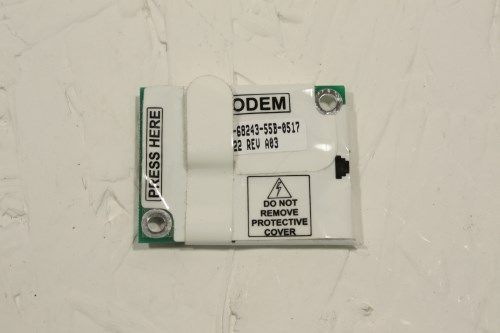 ODEM
-68243-55B-0517
22 REV A03
PRESS HERE
DO NOT
REMOVE
PROTECTIVE
COVER